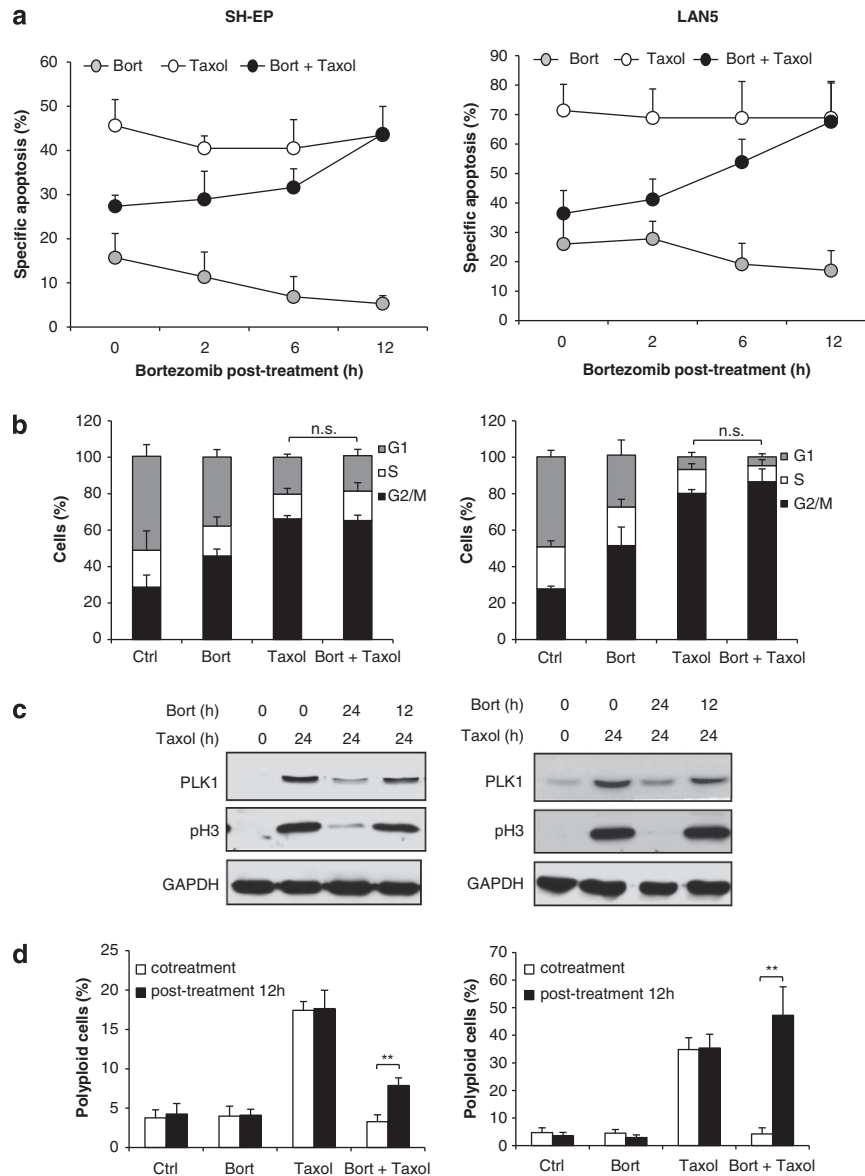 a
SH-EP
LAN5
Bort Taxol Bort + Taxol
60
50
40
30
20
10
0
Specific apoptosis (%)
0 2 6 12
Bortezomib post-treatment (h)
Bort Taxol Bort + Taxol
90
80
70
60
50
40
30
20
10
0
Specific apoptosis (%)
0 2 6 12
Bortezomib post-treatment (h)
b
120
100
80
60
40
20
0
Cells (%)
n.s.
G1
S
G2/M
Ctrl Bort Taxol Bort + Taxol
120
100
80
60
40
20
0
Cells (%)
n.s.
G1
S
G2/M
Ctrl Bort Taxol Bort + Taxol
c
Bort (h) 0 0 24 12
Taxol (h) 0 24 24 24
PLK1
pH3
GAPDH
Bort (h) 0 0 24 12
Taxol (h) 0 24 24 24
PLK1
pH3
GAPDH
d
25
20
15
10
5
0
Polyploid cells (%)
cotreatment
post-treatment 12h
**
Ctrl Bort Taxol Bort + Taxol
70
60
50
40
30
20
10
0
Polyploid cells (%)
cotreatment
post-treatment 12h
**
Ctrl Bort Taxol Bort + Taxol